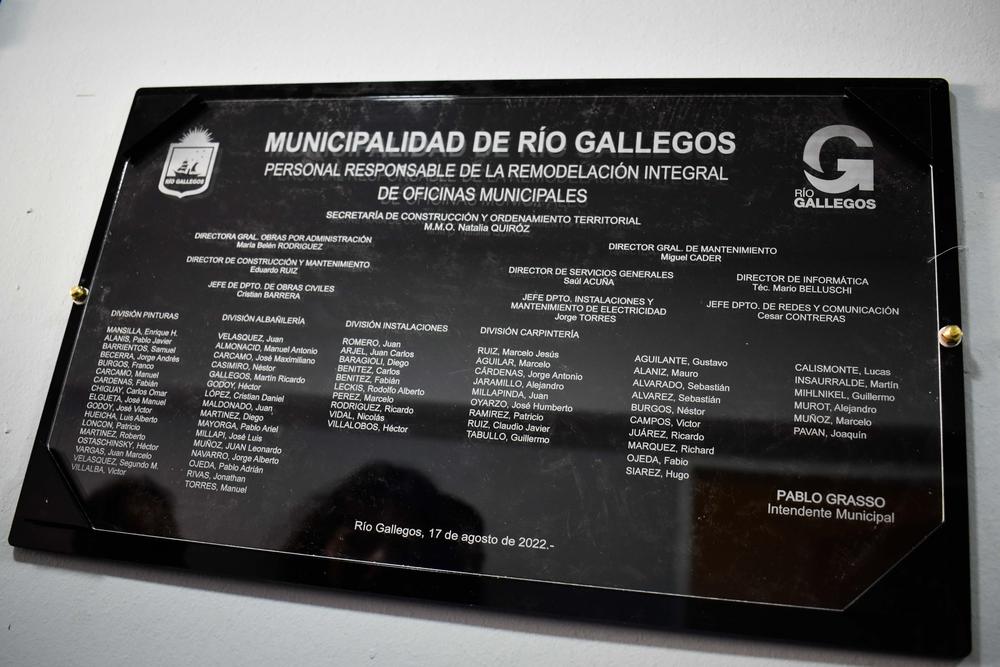 MUNICIPALIDAD DE RÍO GALLEGOS
PERSONAL RESPONSABLE DE LA REMODELACIÓN INTEGRAL
DE OFICINAS MUNICIPALES
RÍO GALLEGOS
G
RÍO
GALLEGOS
SECRETARÍA DE CONSTRUCCIÓN Y ORDENAMIENTO TERRITORIAL
M.M.O. Natalia QUIRÓZ
DIRECTORA GRAL. OBRAS POR ADMINISTRACIÓN
María Belén RODRIGUEZ
DIRECTOR DE CONSTRUCCIÓN Y MANTENIMIENTO
Eduardo RUIZ
JEFE DE DPTO. DE OBRAS CIVILES
Cristian BARRERA
DIRECTOR GRAL. DE MANTENIMIENTO
Miguel CADER
DIRECTOR DE SERVICIOS GENERALES
Saúl ACUÑA
JEFE DPTO. INSTALACIONES Y
MANTENIMIENTO DE ELECTRICIDAD
Jorge TORRES
DIRECTOR DE INFORMÁTICA
Téc. Mario BELLUSCHI
JEFE DPTO. DE REDES Y COMUNICACIÓN
Cesar CONTRERAS
DIVISIÓN PINTURAS
MANSILLA, Enrique H.
ALANIS, Pablo Javier
BARRIENTOS, Samuel
BECERRA, Jorge Andrés
BURGOS, Franco
CARCAMO, Manuel
CARDENAS, Fabián
CHIGUAY, Carlos Omar
ELGUETA, José Manuel
GODOY, José Victor
HUEICHA, Luis Alberto
LONCON, Patricio
MARTINEZ, Roberto
OSTASCHINSKY, Héctor
VARGAS, Juan Marcelo
VELASQUEZ, Segundo M.
VILLALBA, Victor
DIVISIÓN ALBAÑILERÍA
VELASQUEZ, Juan
ALMONACID, Manuel Antonio
CARCAMO, José Maximiliano
CASIMIRO, Néstor
GALLEGOS, Martín Ricardo
GODOY, Héctor
LÓPEZ, Cristian Daniel
MALDONADO, Juan
MARTINEZ, Diego
MAYORGA, Pablo Ariel
MILLAPI, José Luis
MUÑOZ, JUAN Leonardo
NAVARRO, Jorge Alberto
OJEDA, Pablo Adrián
RIVAS, Jonathan
TORRES, Manuel
DIVISIÓN INSTALACIONES
ROMERO, Juan
ARJEL, Juan Carlos
BARAGIOLI, Diego
BENITEZ, Carlos
BENITEZ, Fabián
LECKIS, Rodolfo Alberto
PEREZ, Marcelo
RODRIGUEZ, Ricardo
VIDAL, Nicolás
VILLALOBOS, Héctor
DIVISIÓN CARPINTERÍA
RUIZ, Marcelo Jesús
AGUILAR, Marcelo
CÁRDENAS, Jorge Antonio
JARAMILLO, Alejandro
MILLAPINDA, Juan
OYARZO, José Humberto
RAMIREZ, Patricio
RUIZ, Claudio Javier
TABULLO, Guillermo
AGUILANTE, Gustavo
ALANIZ, Mauro
ALVARADO, Sebastián
ALVAREZ, Sebastián
BURGOS, Néstor
CAMPOS, Victor
JUÁREZ, Ricardo
MARQUEZ, Richard
OJEDA, Fabio
SIAREZ, Hugo
CALISMONTE, Lucas
INSAURRALDE, Martín
MIHLNIKEL, Guillermo
MUROT, Alejandro
MUÑOZ, Marcelo
PAVAN, Joaquín
PABLO GRASSO
Intendente Municipal
Río Gallegos, 17 de agosto de 2022.-